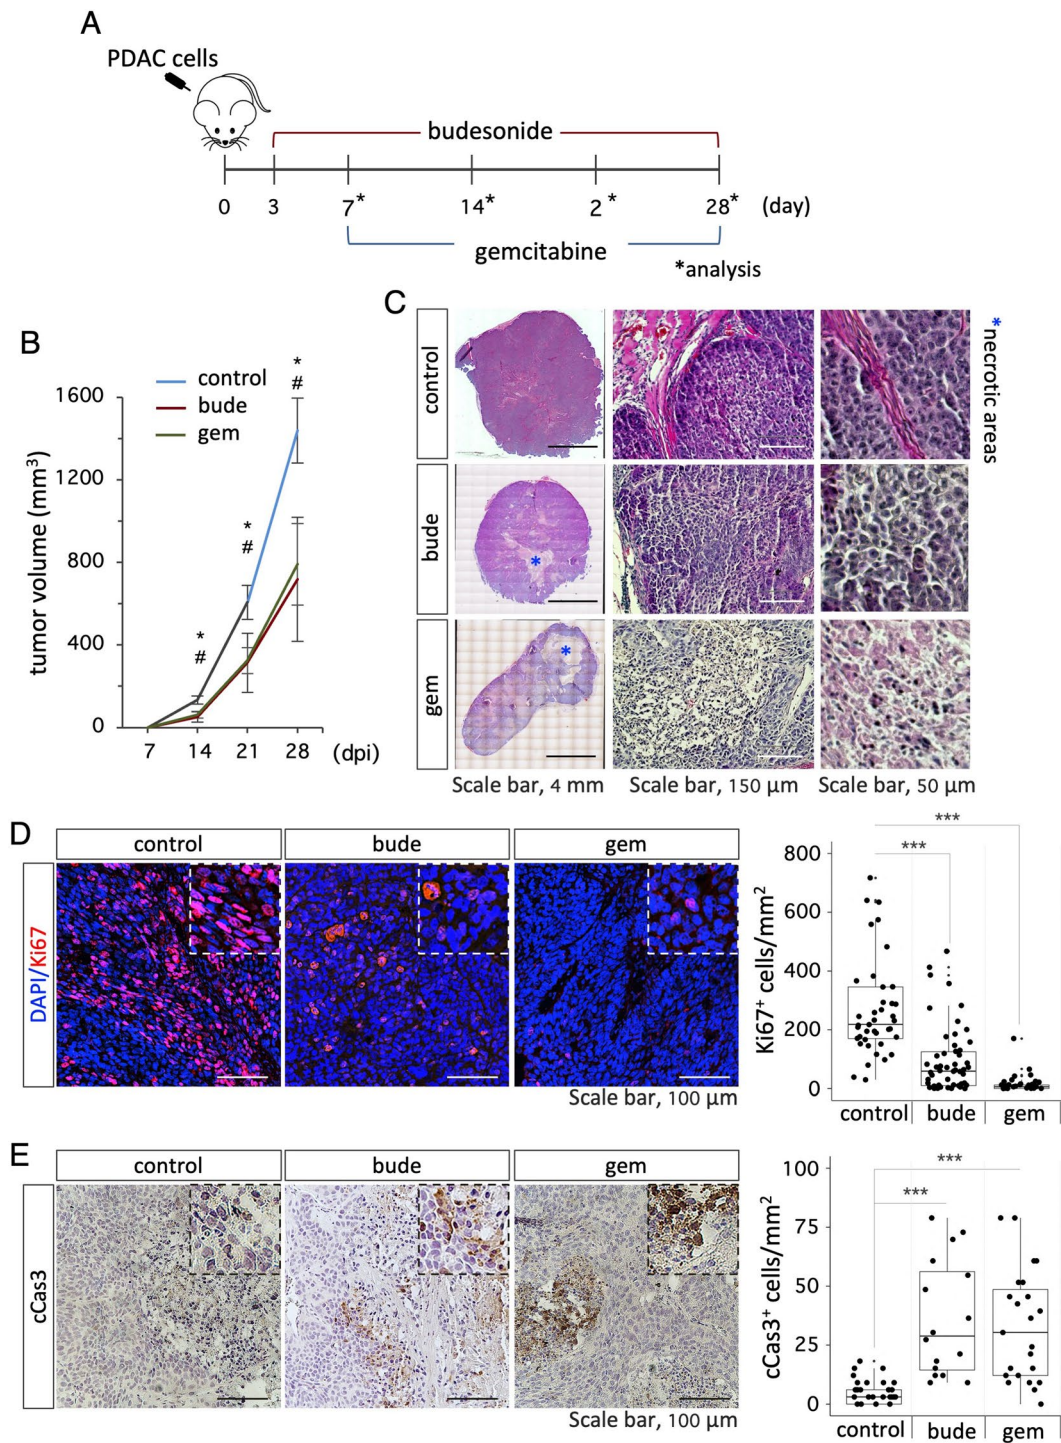 A
PDAC cells
budesonide
0 3 7* 14* 2* 28* (day)
gemcitabine
*analysis
B
control
bude
gem
tumor volume (mm³)
1600
1200
800
400
0
* #
* #
* #
7 14 21 28 (dpi)
C
control
bude
gem
*
*
* necrotic areas
Scale bar, 4 mm Scale bar, 150 µm Scale bar, 50 µm
D
control bude gem
DAPI/Ki67
Scale bar, 100 µm
Ki67⁺ cells/mm²
***
***
800
600
400
200
0
control bude gem
E
control bude gem
cCas3
Scale bar, 100 µm
cCas3⁺ cells/mm²
***
***
100
75
50
25
0
control bude gem